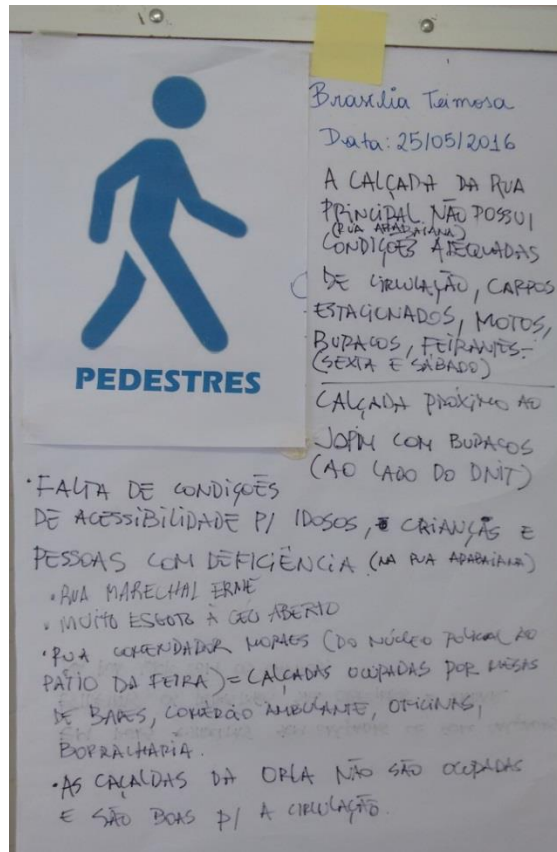 Brasília Teimosa
Data: 25/05/2016
A CALÇADA DA RUA
PRINCIPAL NÃO POSSUI
(RUA ARABAIANA)
CONDIÇÕES ADEQUADAS
DE CIRCULAÇÃO, CARROS
ESTACIONADOS, MOTOS,
BURACOS, FEIRANTES.
(SEXTA E SÁBADO)
PEDESTRES
CALÇADA PRÓXIMO AO
COM BURACOS
(AO LADO DO DNIT)
• FALTA DE CONDIÇÕES
DE ACESSIBILIDADE P/ IDOSOS, CRIANÇAS E
PESSOAS COM DEFICIÊNCIA (NA RUA ARABAIANA)
• RUA MARECHAL
• MUITO ESGOTO À CÉU ABERTO
• RUA COMENDADOR MORAES (DO NÚCLEO POLICIAL AO
PÁTIO DA FEIRA) = CALÇADAS OCUPADAS POR MESAS
DE BARES, COMÉRCIO AMBULANTE, OFICINAS,
BORRACHARIA.
• AS CAÇALDAS DA ORLA NÃO SÃO OCUPADAS
E SÃO BOAS P/ A CIRCULAÇÃO.